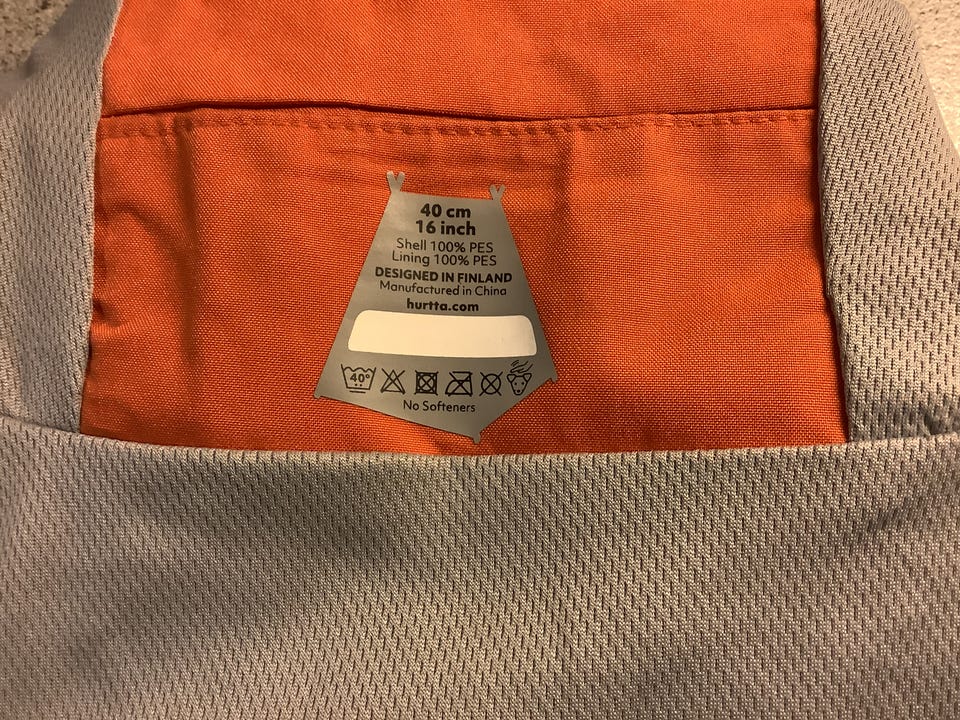 40 cm
16 inch
Shell 100% PES
Lining 100% PES
DESIGNED IN FINLAND
Manufactured in China
hurtta.com
40°
No Softeners